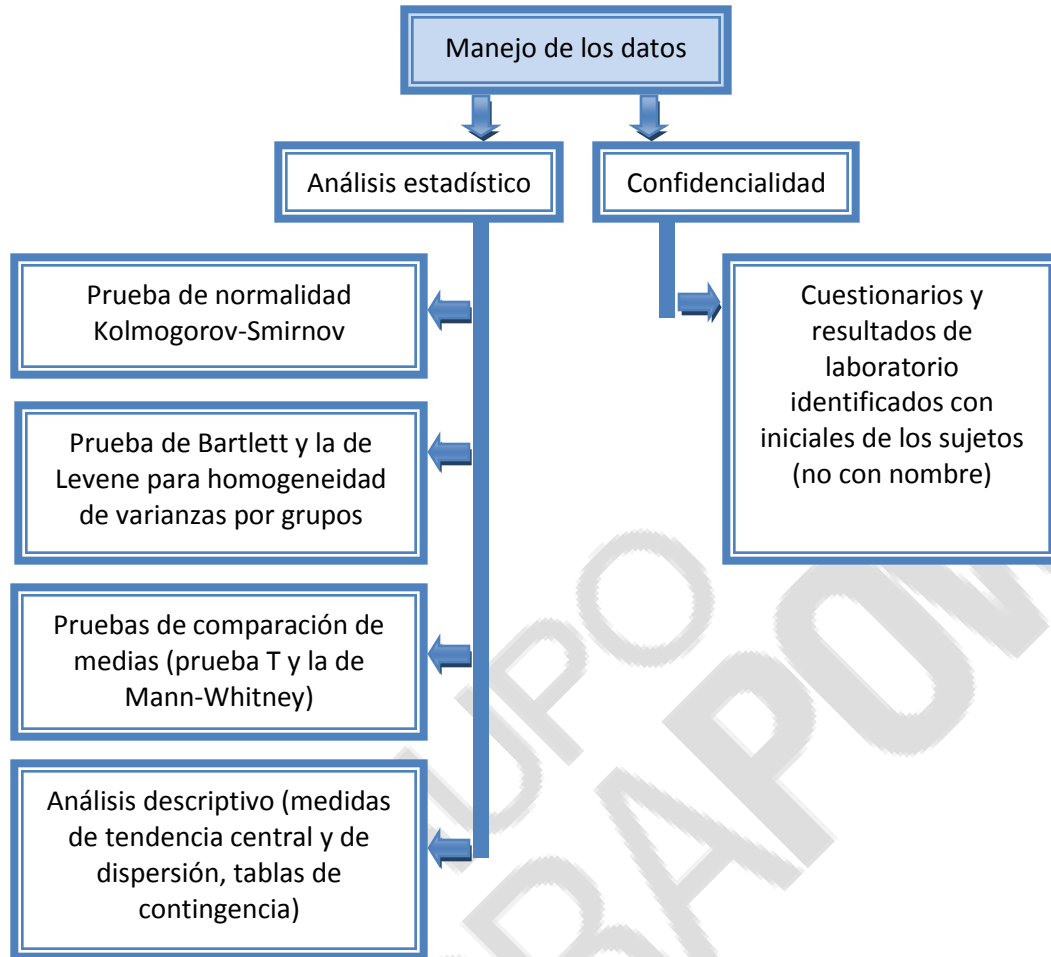 Manejo de los datos
Análisis estadístico
Confidencialidad
Prueba de normalidad
Kolmogorov-Smirnov
Prueba de Bartlett y la de
Levene para homogeneidad
de varianzas por grupos
Pruebas de comparación de
medias (prueba T y la de
Mann-Whitney)
Análisis descriptivo (medidas
de tendencia central y de
dispersión, tablas de
contingencia)
Cuestionarios y
resultados de
laboratorio
identificados con
iniciales de los sujetos
(no con nombre)